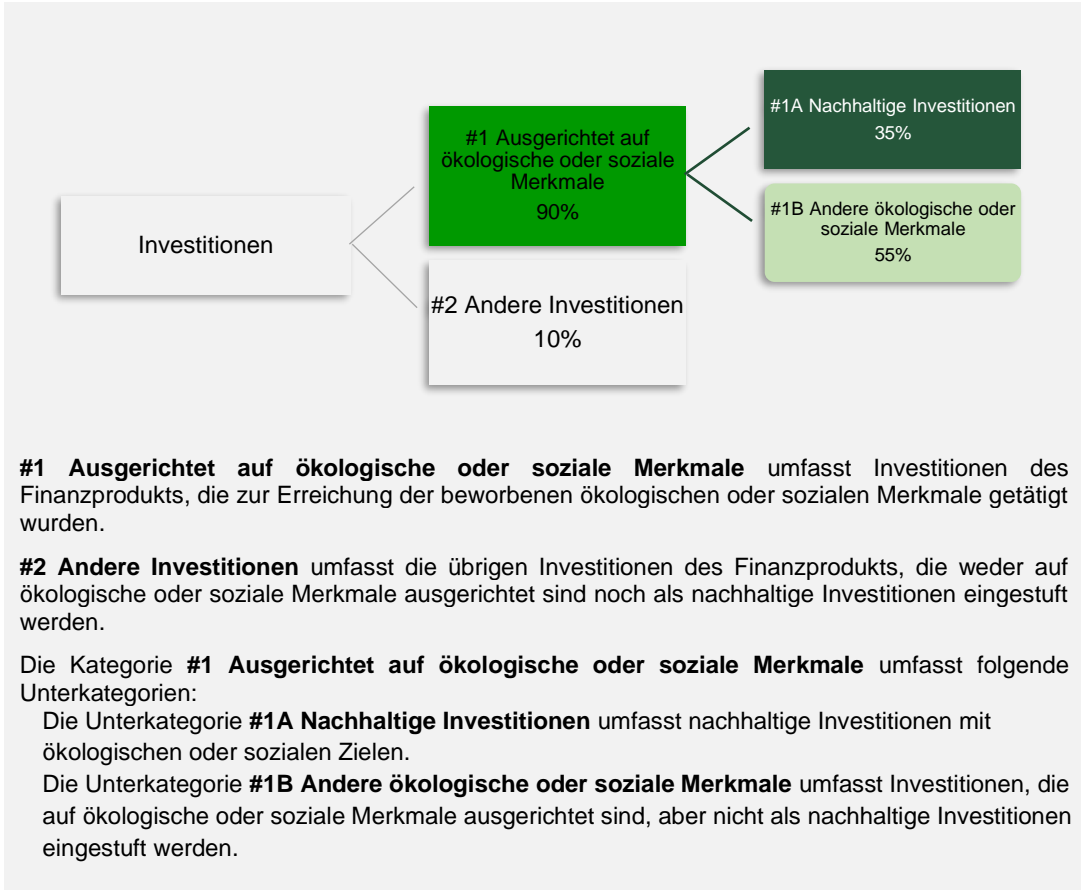 #1A Nachhaltige Investitionen
35%
#1 Ausgerichtet auf
ökologische oder soziale
Merkmale
90%
#1B Andere ökologische oder
soziale Merkmale
55%
Investitionen
#2 Andere Investitionen
10%
#1 Ausgerichtet auf ökologische oder soziale Merkmale umfasst Investitionen des
Finanzprodukts, die zur Erreichung der beworbenen ökologischen oder sozialen Merkmale getätigt
wurden.
#2 Andere Investitionen umfasst die übrigen Investitionen des Finanzprodukts, die weder auf
ökologische oder soziale Merkmale ausgerichtet sind noch als nachhaltige Investitionen eingestuft
werden.
Die Kategorie #1 Ausgerichtet auf ökologische oder soziale Merkmale umfasst folgende
Unterkategorien:
Die Unterkategorie #1A Nachhaltige Investitionen umfasst nachhaltige Investitionen mit
ökologischen oder sozialen Zielen.
Die Unterkategorie #1B Andere ökologische oder soziale Merkmale umfasst Investitionen, die
auf ökologische oder soziale Merkmale ausgerichtet sind, aber nicht als nachhaltige Investitionen
eingestuft werden.